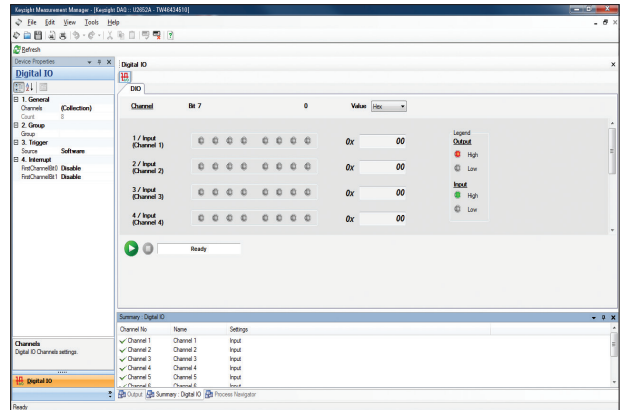 Keysight Measurement Manager - [Keysight DAQ :: U2652A - TW46434510]
File Edit View Tools Help
Refresh
Device Properties
Digital IO
1. General
Channels (Collection)
Count 8
2. Group
Group
3. Trigger
Source Software
4. Interrupt
FirstChannelBit0 Disable
FirstChannelBit1 Disable
Channels
Digital IO Channels settings.
Digital IO
Ready
Digital IO
DIO
Channel Bit 7 0 Value Hex
1 / Input 0x 00
(Channel 1)
2 / Input 0x 00
(Channel 2)
3 / Input 0x 00
(Channel 3)
4 / Input 0x 00
(Channel 4)
Legend
Output
High
Low
Input
High
Low
Ready
Summary : Digital IO
Channel No Name Settings
Channel 1 Channel 1 Input
Channel 2 Channel 2 Input
Channel 3 Channel 3 Input
Channel 4 Channel 4 Input
Channel 5 Channel 5 Input
Channel 6 Channel 6 Input
Output Summary : Digital IO Process Navigator